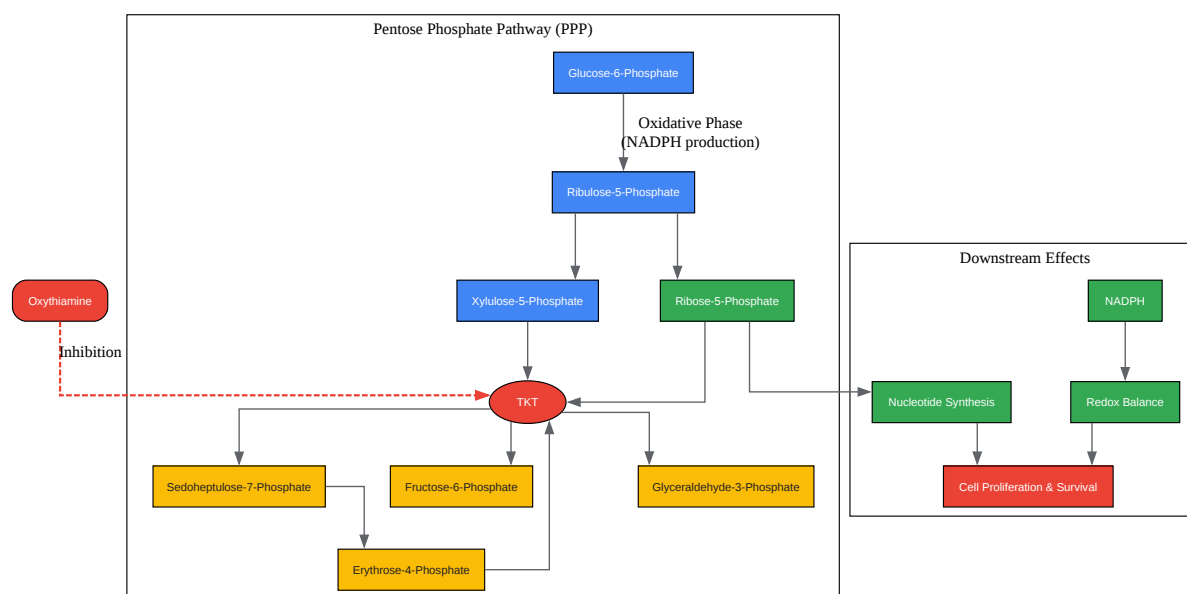 Pentose Phosphate Pathway (PPP)
Glucose-6-Phosphate
Oxidative Phase
(NADPH production)
Ribulose-5-Phosphate
Downstream Effects
Oxythiamine
Xylulose-5-Phosphate
Ribose-5-Phosphate
NADPH
Inhibition
TKT
Nucleotide Synthesis
Redox Balance
Sedoheptulose-7-Phosphate
Fructose-6-Phosphate
Glyceraldehyde-3-Phosphate
Cell Proliferation & Survival
Erythrose-4-Phosphate